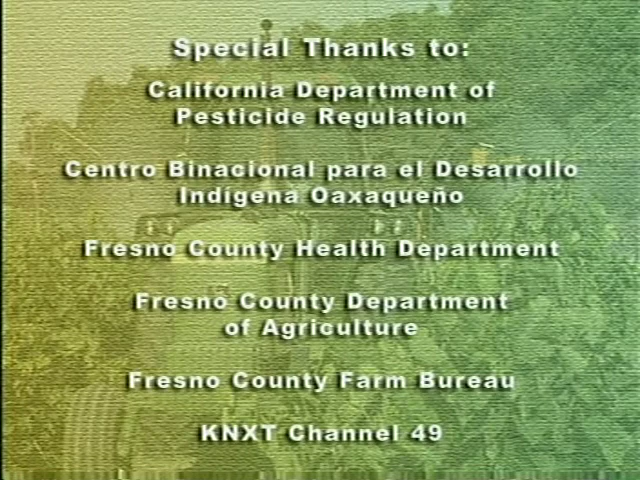 Special Thanks to:
California Department of
Pesticide Regulation
Centro Binacional para el Desarrollo
Indígena Oaxaqueño
Fresno County Health Department
Fresno County Department
of Agriculture
Fresno County Farm Bureau
KNXT Channel 49